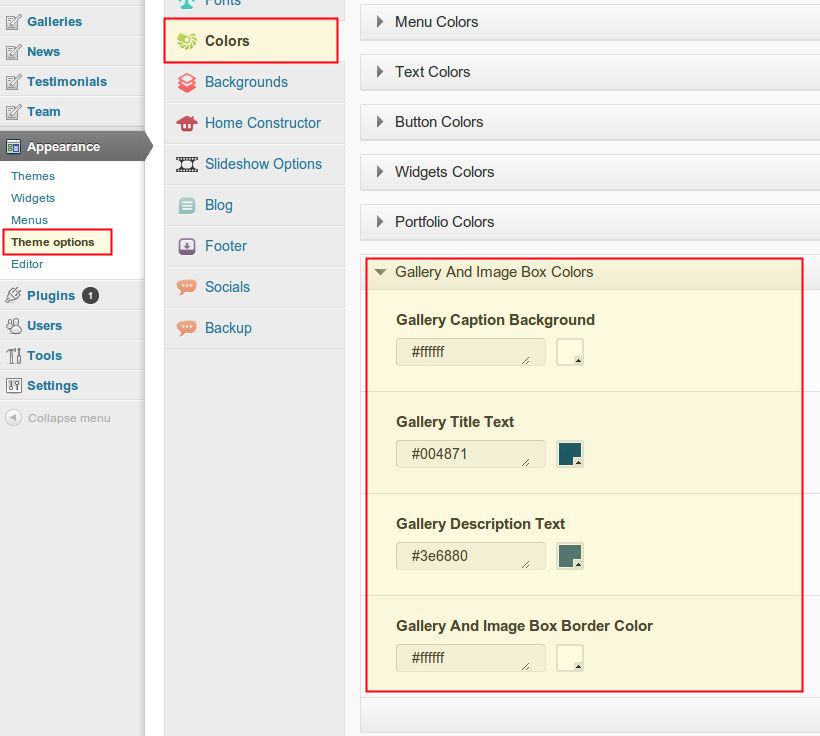 Galleries
News
Testimonials
Team
Appearance
Themes
Widgets
Menus
Theme options
Editor
Plugins 1
Users
Tools
Settings
Collapse menu
Fonts
Colors
Backgrounds
Home Constructor
Slideshow Options
Blog
Footer
Socials
Backup
Menu Colors
Text Colors
Button Colors
Widgets Colors
Portfolio Colors
Gallery And Image Box Colors
Gallery Caption Background
#ffffff
Gallery Title Text
#004871
Gallery Description Text
#3e6880
Gallery And Image Box Border Color
#ffffff